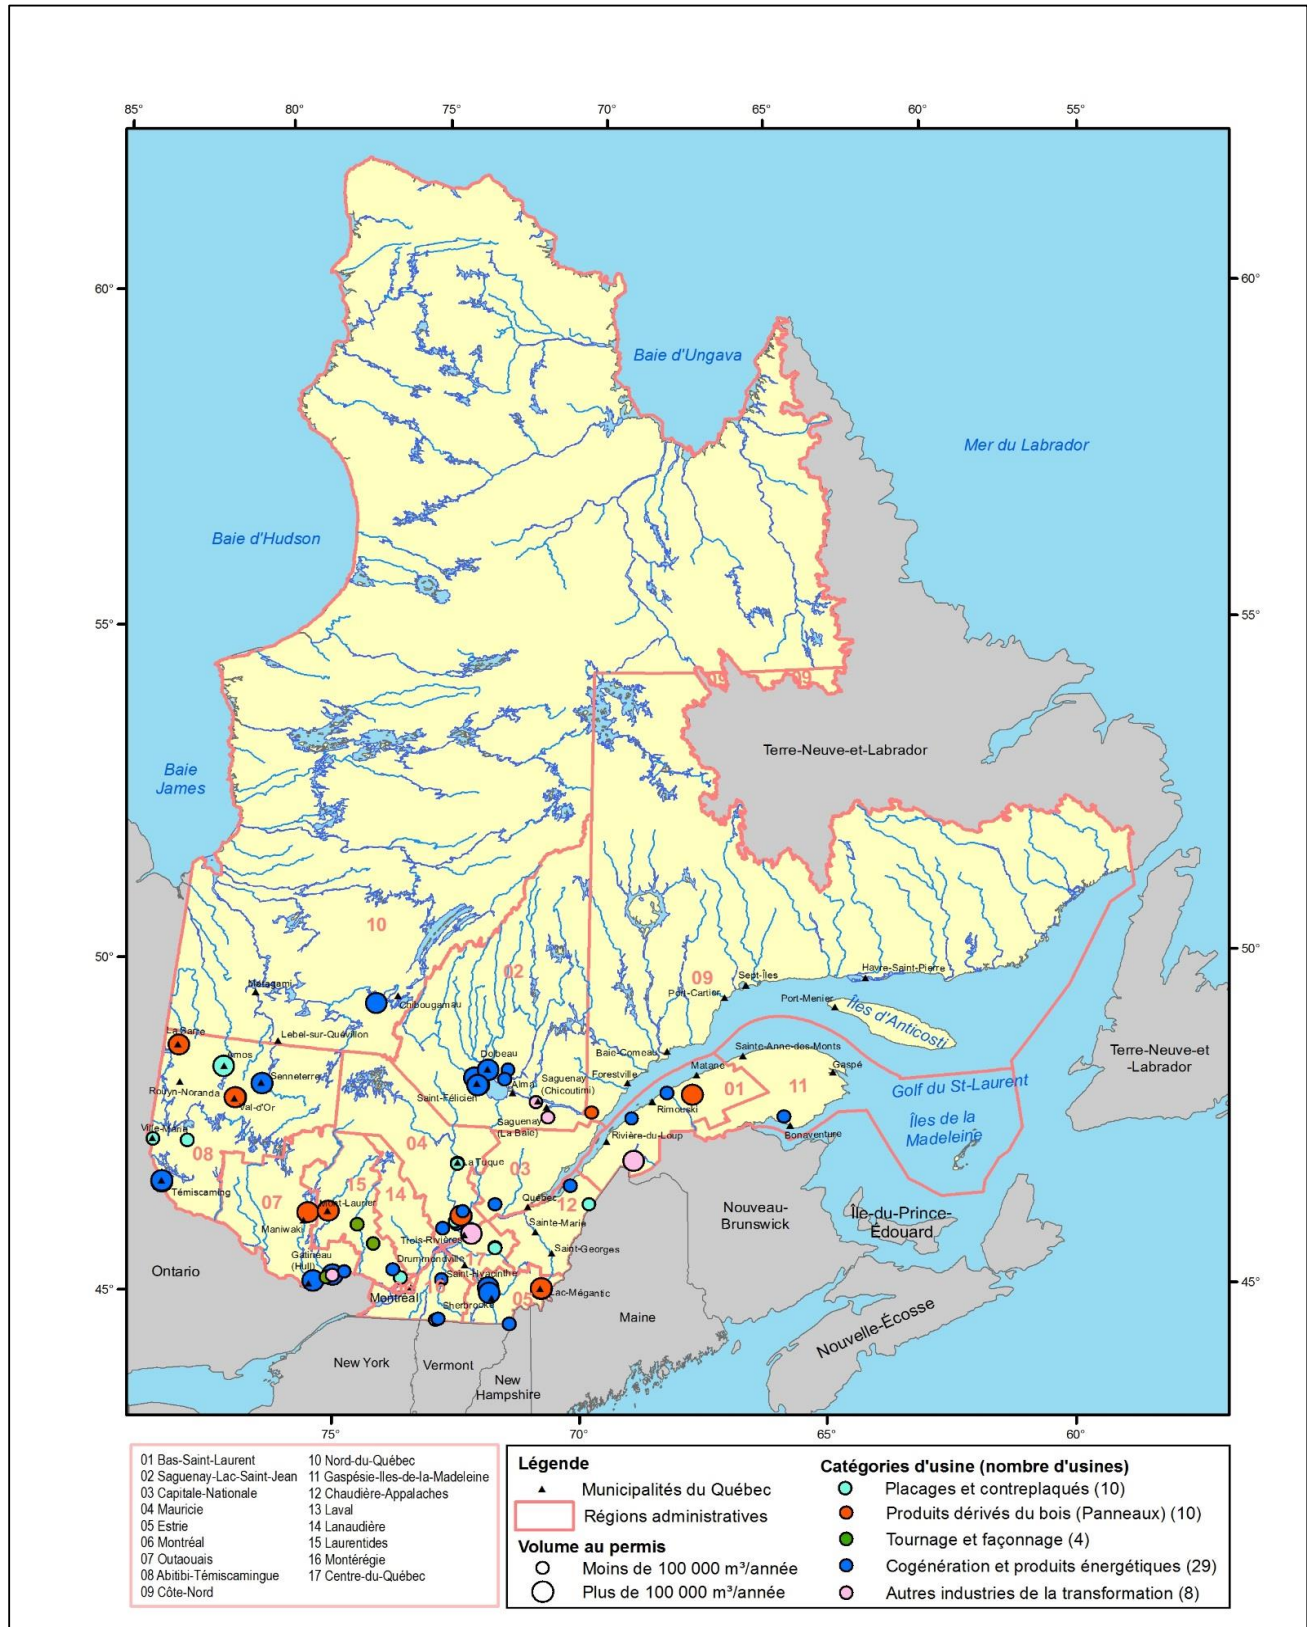 85°
80°
75°
70°
65°
60°
55°
60°
60°
Baie d'Ungava
Mer du Labrador
Baie d'Hudson
55°
55°
09
09
Terre-Neuve-et-Labrador
Baie
James
10
02
50°
50°
09
Sept-Îles
Havre-Saint-Pierre
Port-Cartier
Port-Menier
Matagami
Chibougamau
Îles d'Anticosti
La Sarre
Lebel-sur-Quévillon
Amos
Dolbeau
Baie-Comeau
Sainte-Anne-des-Monts
Matane
Gaspé
Terre-Neuve-et
-Labrador
Senneterre
Rouyn-Noranda
Val-d'Or
Alma
Saint-Félicien
Saguenay
(Chicoutimi)
Forestville
01
11
Golf du St-Laurent
Rimouski
Saguenay
(La Baie)
Îles de la
Madeleine
Ville-Marie
08
04
Rivière-du-Loup
Bonaventure
La Tuque
03
Témiscaming
07
15
14
Mont-Laurier
Maniwaki
Québec
12
Sainte-Marie
Nouveau-
Brunswick
Île-du-Prince-
Édouard
Trois-Rivières
Saint-Georges
Gatineau
(Hull)
Drummondville
Ontario
Saint-Hyacinthe
16
45°
45°
Montréal
05
Lac-Mégantic
Sherbrooke
Maine
Nouvelle-Écosse
New York
Vermont
New
Hampshire
75°
70°
65°
60°
01 Bas-Saint-Laurent
02 Saguenay-Lac-Saint-Jean
03 Capitale-Nationale
04 Mauricie
05 Estrie
06 Montréal
07 Outaouais
08 Abitibi-Témiscamingue
09 Côte-Nord
10 Nord-du-Québec
11 Gaspésie-Iles-de-la-Madeleine
12 Chaudière-Appalaches
13 Laval
14 Lanaudière
15 Laurentides
16 Montérégie
17 Centre-du-Québec
Légende
Municipalités du Québec
Régions administratives
Volume au permis
Moins de 100 000 m³/année
Plus de 100 000 m³/année
Catégories d'usine (nombre d'usines)
Placages et contreplaqués (10)
Produits dérivés du bois (Panneaux) (10)
Tournage et façonnage (4)
Cogénération et produits énergétiques (29)
Autres industries de la transformation (8)